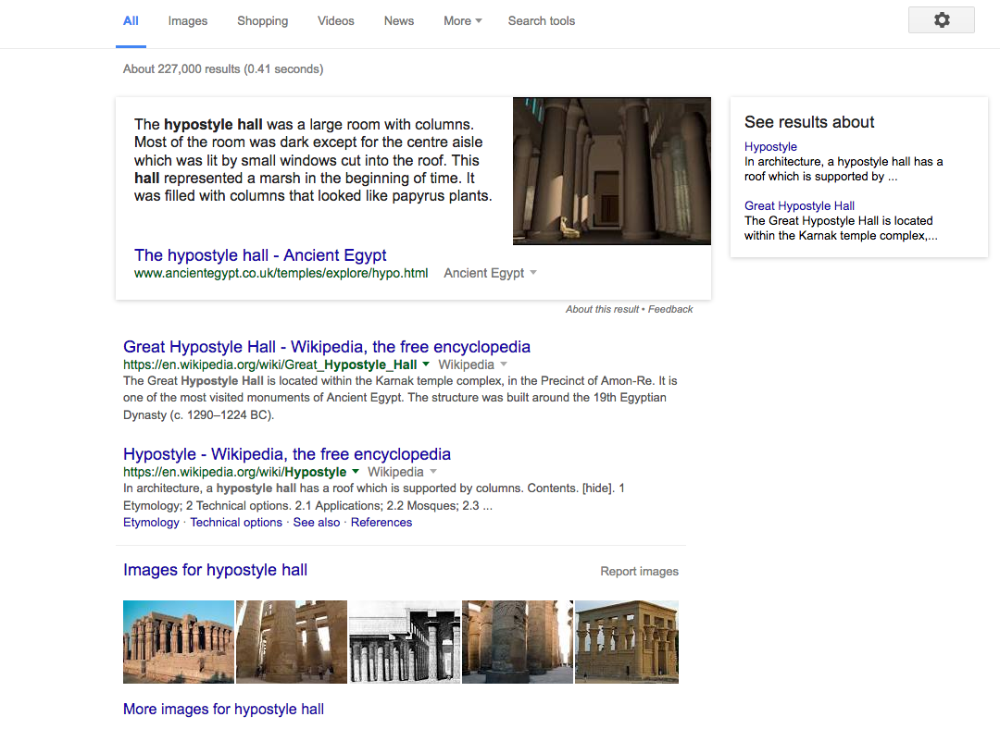 All Images Shopping Videos News More Search tools
About 227,000 results (0.41 seconds)
The hypostyle hall was a large room with columns.
Most of the room was dark except for the centre aisle
which was lit by small windows cut into the roof. This
hall represented a marsh in the beginning of time. It
was filled with columns that looked like papyrus plants.
The hypostyle hall - Ancient Egypt
www.ancientegypt.co.uk/temples/explore/hypo.html Ancient Egypt
About this result • Feedback
See results about
Hypostyle
In architecture, a hypostyle hall has a
roof which is supported by ...
Great Hypostyle Hall
The Great Hypostyle Hall is located
within the Karnak temple complex,...
Great Hypostyle Hall - Wikipedia, the free encyclopedia
https://en.wikipedia.org/wiki/Great_Hypostyle_Hall Wikipedia
The Great Hypostyle Hall is located within the Karnak temple complex, in the Precinct of Amon-Re. It is
one of the most visited monuments of Ancient Egypt. The structure was built around the 19th Egyptian
Dynasty (c. 1290–1224 BC).
Hypostyle - Wikipedia, the free encyclopedia
https://en.wikipedia.org/wiki/Hypostyle Wikipedia
In architecture, a hypostyle hall has a roof which is supported by columns. Contents. [hide]. 1
Etymology; 2 Technical options. 2.1 Applications; 2.2 Mosques; 2.3 ...
Etymology · Technical options · See also · References
Images for hypostyle hall Report images
More images for hypostyle hall